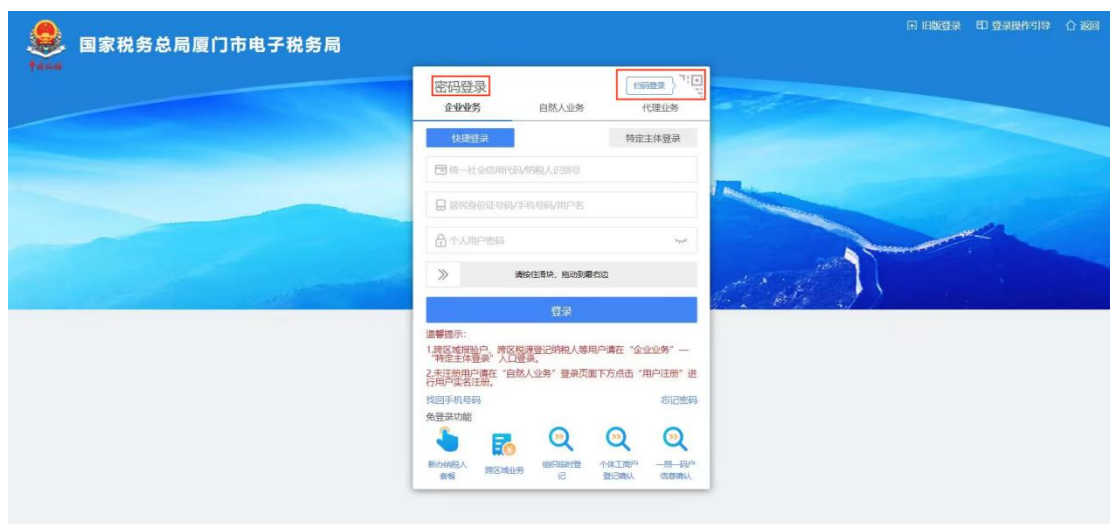 国家税务总局厦门市电子税务局
旧版登录 登录操作引导 返回
密码登录
扫码登录
企业业务 自然人业务 代理业务
快捷登录 特定主体登录
统一社会信用代码/纳税人识别号
居民身份证号码/手机号码/用户名
个人用户密码
请按住滑块，拖动到最右边
登录
温馨提示：
1.跨区域报验户、跨区税源登记纳税人等用户请在“企业业务”—
“特定主体登录”入口登录。
2.未注册用户请在“自然人业务”登录页面下方点击“用户注册”进
行用户实名注册。
找回手机号码 忘记密码
免登录功能
新办纳税人
套餐
跨区域业务
组织临时登
记
个体工商户
登记确认
一照一码户
信息确认